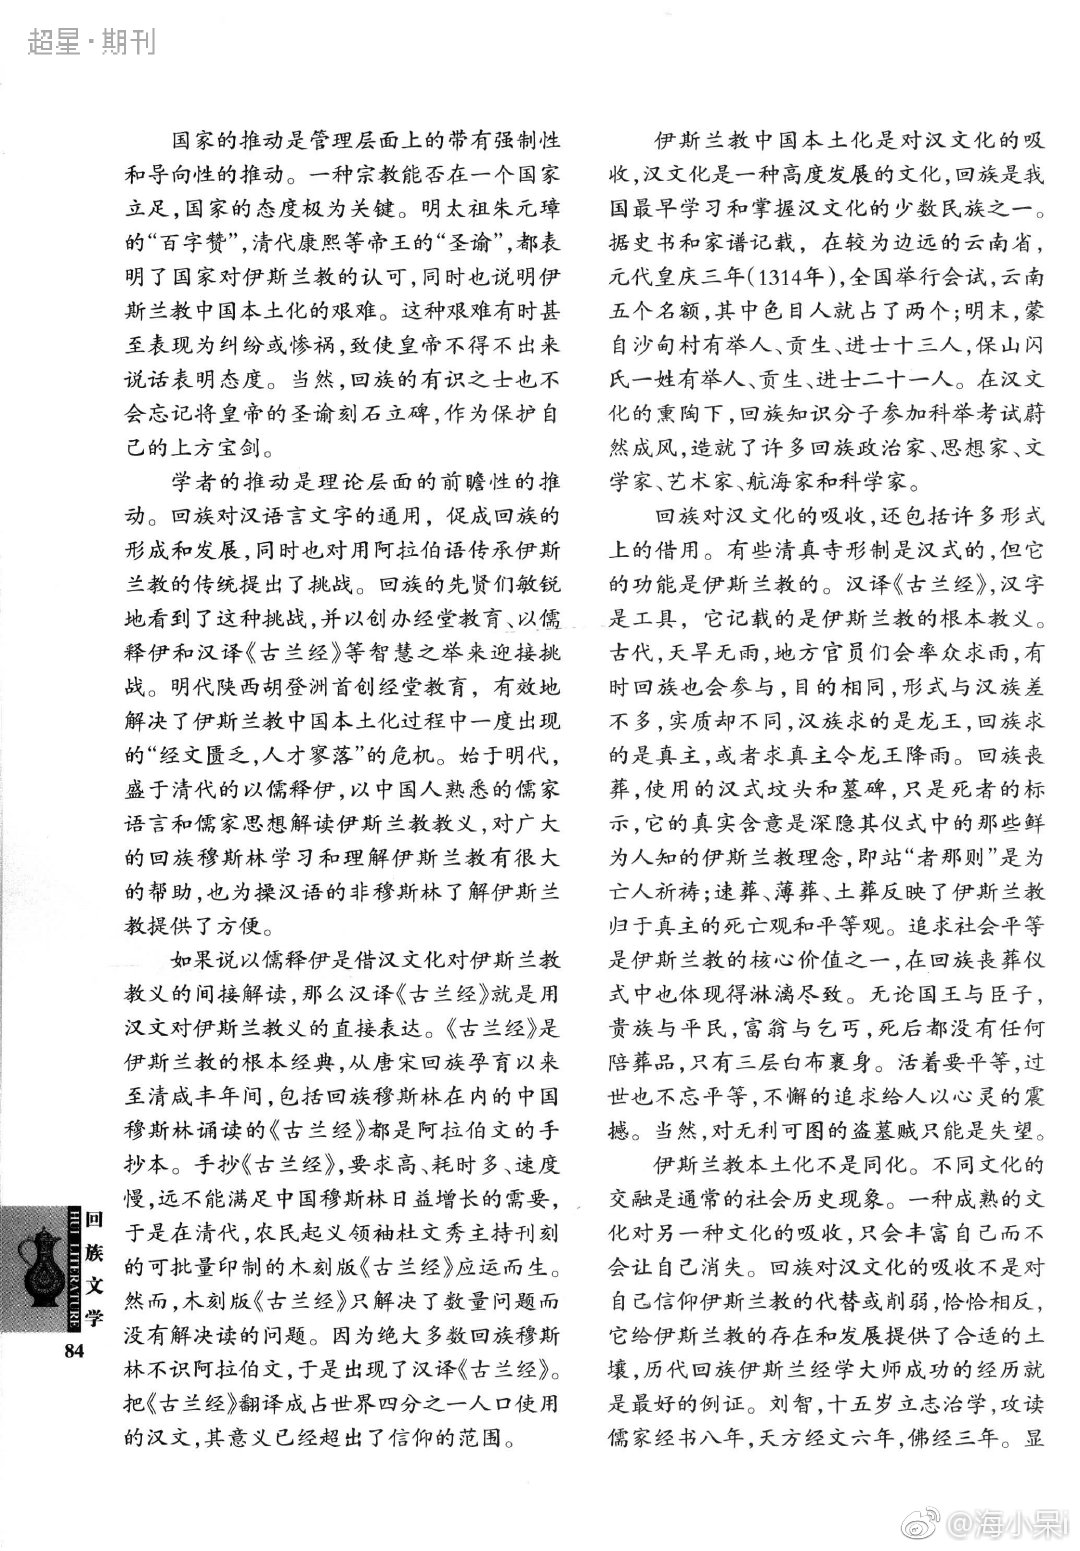 超星·期刊
国家的推动是管理层面上的带有强制性
和导向性的推动。一种宗教能否在一个国家
立足,国家的态度极为关键。明太祖朱元璋
的“百字赞”,清代康熙等帝王的“圣谕”,都表
明了国家对伊斯兰教的认可,同时也说明伊
斯兰教中国本土化的艰难。这种艰难有时甚
至表现为纠纷或惨祸,致使皇帝不得不出来
说话表明态度。当然,回族的有识之士也不
会忘记将皇帝的圣谕刻石立碑,作为保护自
己的上方宝剑。
学者的推动是理论层面的前瞻性的推
动。回族对汉语言文字的通用，促成回族的
形成和发展,同时也对用阿拉伯语传承伊斯
兰教的传统提出了挑战。回族的先贤们敏锐
地看到了这种挑战,并以创办经堂教育、以儒
释伊和汉译《古兰经》等智慧之举来迎接挑
战。明代陕西胡登洲首创经堂教育，有效地
解决了伊斯兰教中国本土化过程中一度出现
的“经文匮乏,人才寥落”的危机。始于明代,
盛于清代的以儒释伊,以中国人熟悉的儒家
语言和儒家思想解读伊斯兰教教义,对广大
的回族穆斯林学习和理解伊斯兰教有很大
的帮助,也为操汉语的非穆斯林了解伊斯兰
教提供了方便。
如果说以儒释伊是借汉文化对伊斯兰教
教义的间接解读,那么汉译《古兰经》就是用
汉文对伊斯兰教义的直接表达。《古兰经》是
伊斯兰教的根本经典,从唐宋回族孕育以来
至清咸丰年间,包括回族穆斯林在内的中国
穆斯林诵读的《古兰经》都是阿拉伯文的手
抄本。手抄《古兰经》,要求高、耗时多、速度
慢,远不能满足中国穆斯林日益增长的需要,
于是在清代,农民起义领袖杜文秀主持刊刻
的可批量印制的木刻版《古兰经》应运而生。
然而,木刻版《古兰经》只解决了数量问题而
没有解决读的问题。因为绝大多数回族穆斯
林不识阿拉伯文,于是出现了汉译《古兰经》。
把《古兰经》翻译成占世界四分之一人口使用
的汉文,其意义已经超出了信仰的范围。
伊斯兰教中国本土化是对汉文化的吸
收,汉文化是一种高度发展的文化,回族是我
国最早学习和掌握汉文化的少数民族之一。
据史书和家谱记载，在较为边远的云南省,
元代皇庆三年(1314年),全国举行会试,云南
五个名额,其中色目人就占了两个;明末,蒙
自沙甸村有举人、贡生、进士十三人,保山闪
氏一姓有举人、贡生、进士二十一人。在汉文
化的熏陶下,回族知识分子参加科举考试蔚
然成风,造就了许多回族政治家、思想家、文
学家、艺术家、航海家和科学家。
回族对汉文化的吸收,还包括许多形式
上的借用。有些清真寺形制是汉式的,但它
的功能是伊斯兰教的。汉译《古兰经》,汉字
是工具，它记载的是伊斯兰教的根本教义。
古代,天旱无雨,地方官员们会率众求雨,有
时回族也会参与,目的相同,形式与汉族差
不多,实质却不同,汉族求的是龙王,回族求
的是真主,或者求真主令龙王降雨。回族丧
葬,使用的汉式坟头和墓碑,只是死者的标
示,它的真实含意是深隐其仪式中的那些鲜
为人知的伊斯兰教理念,即站“者那则”是为
亡人祈祷;速葬、薄葬、土葬反映了伊斯兰教
归于真主的死亡观和平等观。追求社会平等
是伊斯兰教的核心价值之一,在回族丧葬仪
式中也体现得淋漓尽致。无论国王与臣子,
贵族与平民,富翁与乞丐,死后都没有任何
陪葬品,只有三层白布裹身。活着要平等,过
世也不忘平等,不懈的追求给人以心灵的震
撼。当然,对无利可图的盗墓贼只能是失望。
伊斯兰教本土化不是同化。不同文化的
交融是通常的社会历史现象。一种成熟的文
化对另一种文化的吸收,只会丰富自己而不
会让自己消失。回族对汉文化的吸收不是对
自己信仰伊斯兰教的代替或削弱,恰恰相反,
它给伊斯兰教的存在和发展提供了合适的土
壤,历代回族伊斯兰经学大师成功的经历就
是最好的例证。刘智,十五岁立志治学,攻读
儒家经书八年,天方经文六年,佛经三年。显
HUI LITERATURE
回族文学
84
@海小呆i